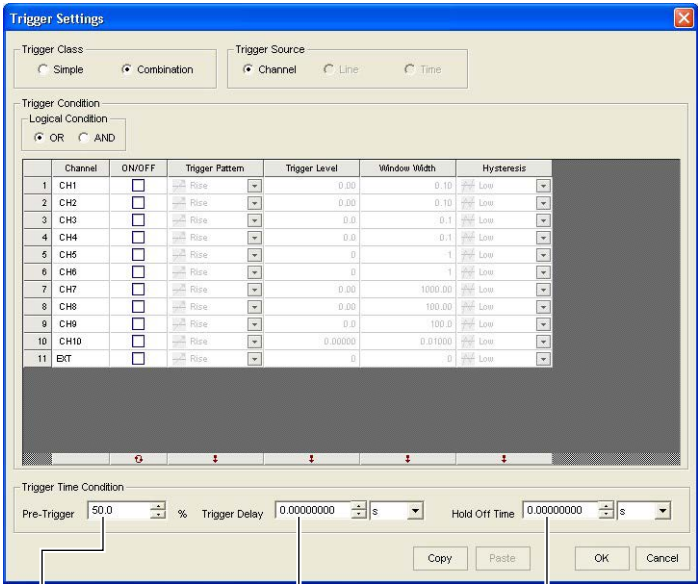 Trigger Settings
Trigger Class
Simple Combination
Trigger Source
Channel Line Time
Trigger Condition
Logical Condition
OR AND
Channel ON/OFF Trigger Pattern Trigger Level Window Width Hysteresis
1 CH1 Rise 0.00 0.10 Low
2 CH2 Rise 0.00 0.10 Low
3 CH3 Rise 0.0 0.1 Low
4 CH4 Rise 0.0 0.1 Low
5 CH5 Rise 0 1 Low
6 CH6 Rise 0 1 Low
7 CH7 Rise 0.00 1000.00 Low
8 CH8 Rise 0.00 100.00 Low
9 CH9 Rise 0.0 100.0 Low
10 CH10 Rise 0.00000 0.01000 Low
11 EXT Rise 0 0 Low
Trigger Time Condition
Pre-Trigger 50.0 % Trigger Delay 0.00000000 s Hold Off Time 0.00000000 s
Copy Paste OK Cancel